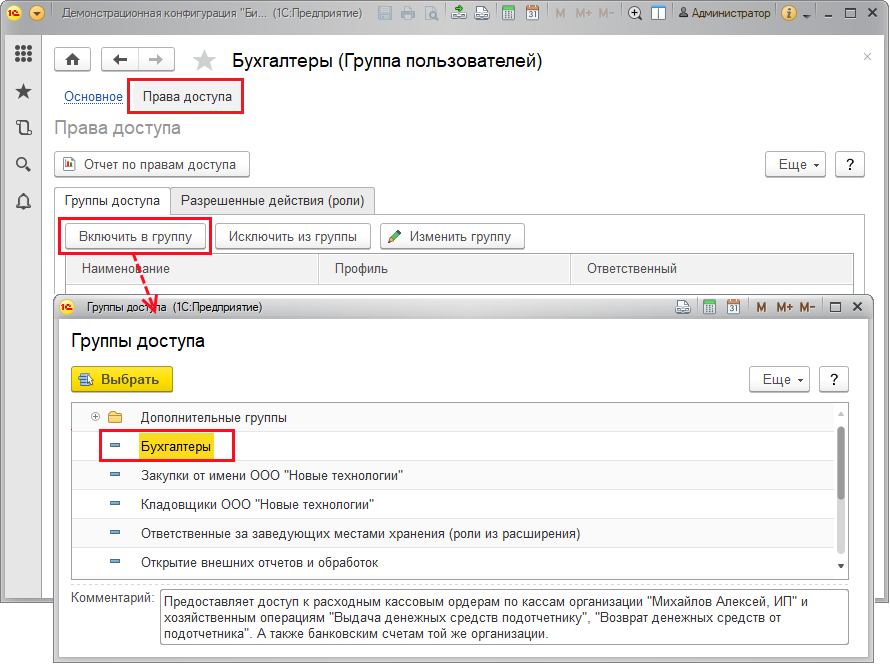 Демонстрационная конфигурация "Би... (1С:Предприятие) 31 M M+ M- Администратор
Бухгалтеры (Группа пользователей)
Основное Права доступа
Права доступа
Отчет по правам доступа Еще ?
Группы доступа Разрешенные действия (роли)
Включить в группу Исключить из группы Изменить группу
Наименование Профиль Ответственный
Группы доступа (1С:Предприятие) 31 M M+ M-
Группы доступа
Выбрать Еще ?
Дополнительные группы
Бухгалтеры
Закупки от имени ООО "Новые технологии"
Кладовщики ООО "Новые технологии"
Ответственные за заведующих местами хранения (роли из расширения)
Открытие внешних отчетов и обработок
Комментарий: Предоставляет доступ к расходным кассовым ордерам по кассам организации "Михайлов Алексей, ИП" и
хозяйственным операциям "Выдача денежных средств подотчетнику", "Возврат денежных средств от
подотчетника". А также банковским счетам той же организации.